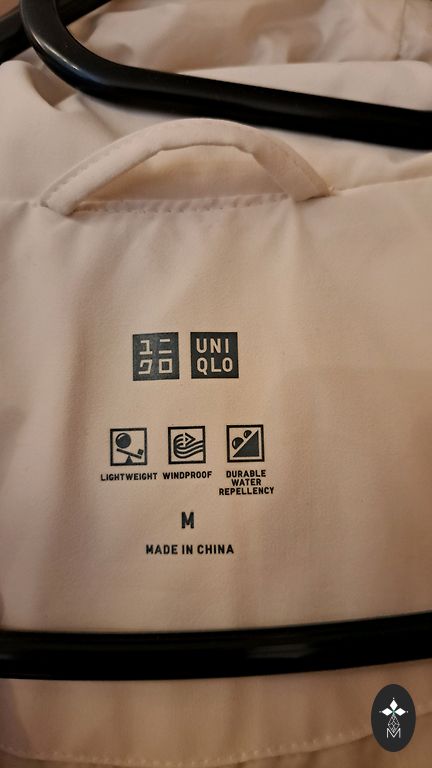 ユニ UNI
クロ QLO
LIGHTWEIGHT WINDPROOF DURABLE
WATER
REPELLENCY
M
MADE IN CHINA
M